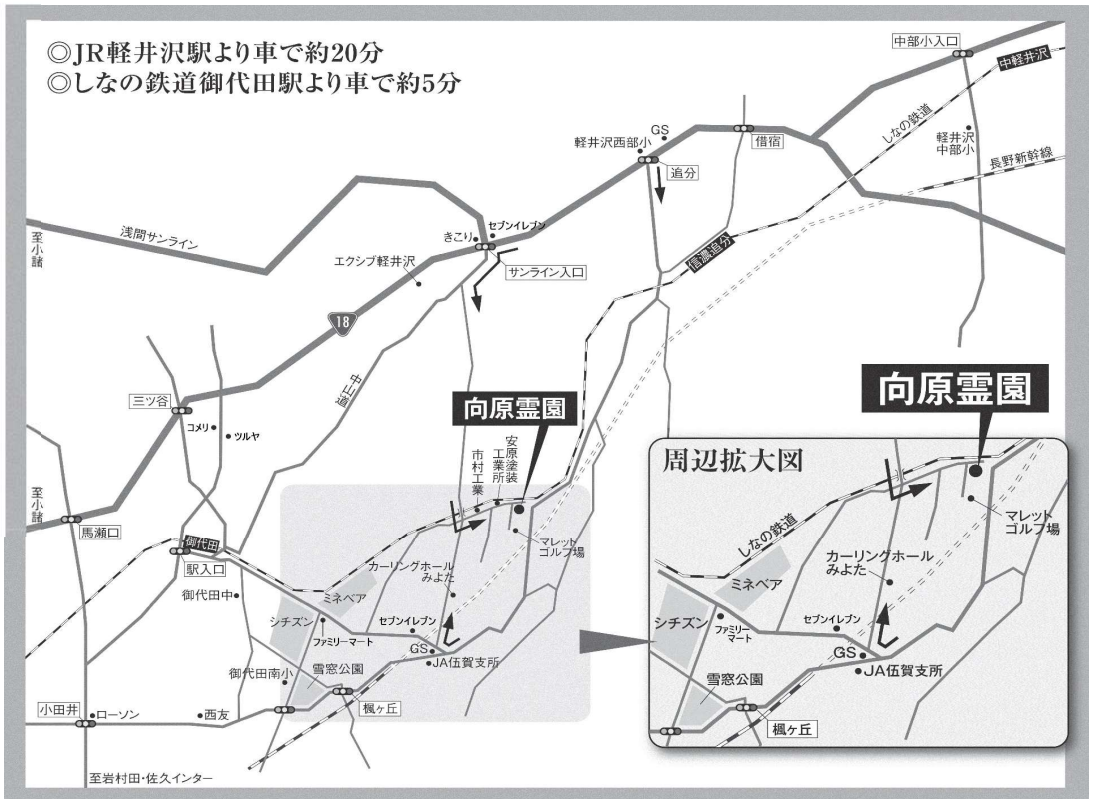 ◎JR軽井沢駅より車で約20分
◎しなの鉄道御代田駅より車で約5分
中部小入口
中軽井沢
しなの鉄道
軽井沢
中部小
長野新幹線
GS
軽井沢西部小
借宿
追分
信濃追分
浅間サンライン
至小諸
きこり
セブンイレブン
サンライン入口
エクシブ軽井沢
18
中山道
三ツ谷
コメリ
ツルヤ
至小諸
馬瀬口
御代田
駅入口
御代田中
向原霊園
安原塗装
工業所
市村工業
マレット
ゴルフ場
カーリングホール
みよた
ミネベア
シチズン
ファミリーマート
セブンイレブン
GS
JA伍賀支所
御代田南小
雪窓公園
楓ヶ丘
小田井
ローソン
西友
至岩村田・佐久インター
向原霊園
周辺拡大図
しなの鉄道
マレット
ゴルフ場
カーリングホール
みよた
ミネベア
シチズン
ファミリー
マート
セブンイレブン
GS
JA伍賀支所
雪窓公園
楓ヶ丘